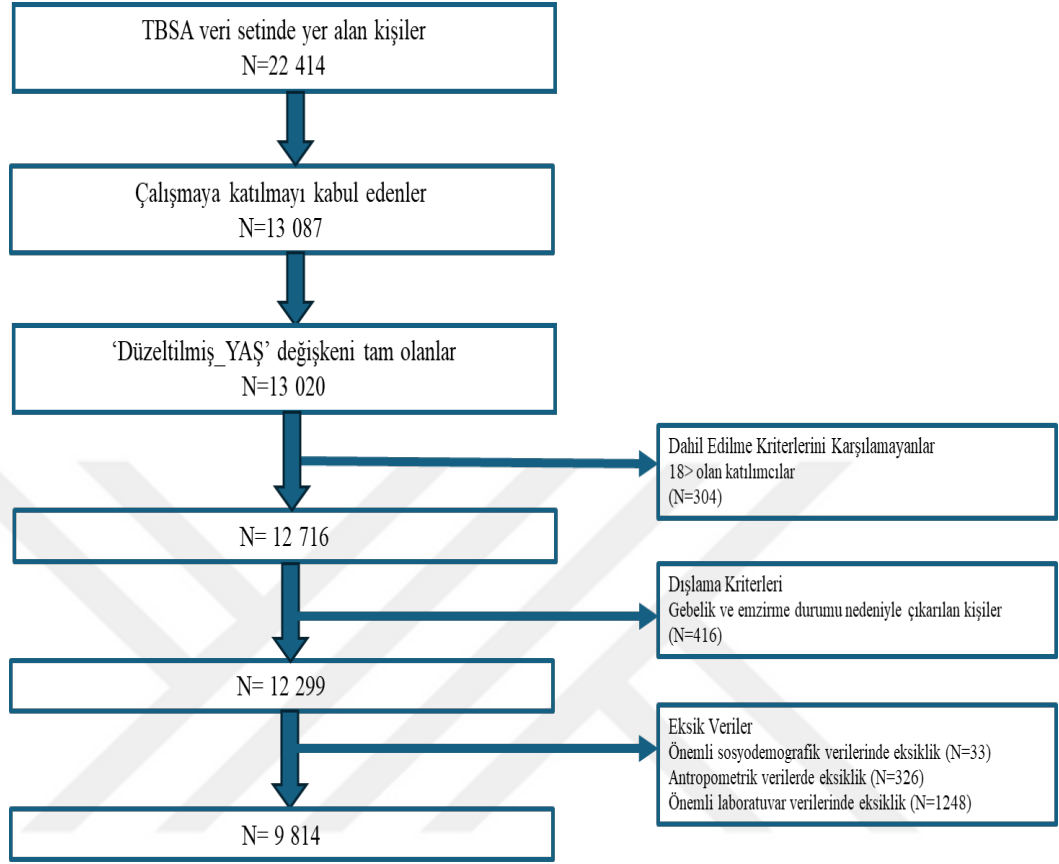 TBSA veri setinde yer alan kişiler
N=22 414
Çalışmaya katılmayı kabul edenler
N=13 087
‘Düzeltilmiş_YAŞ’ değişkeni tam olanlar
N=13 020
Dahil Edilme Kriterlerini Karşılamayanlar
18> olan katılımcılar
(N=304)
N= 12 716
Dışlama Kriterleri
Gebelik ve emzirme durumu nedeniyle çıkarılan kişiler
(N=416)
N= 12 299
Eksik Veriler
Önemli sosyodemografik verilerinde eksiklik (N=33)
Antropometrik verilerde eksiklik (N=326)
Önemli laboratuvar verilerinde eksiklik (N=1248)
N= 9 814